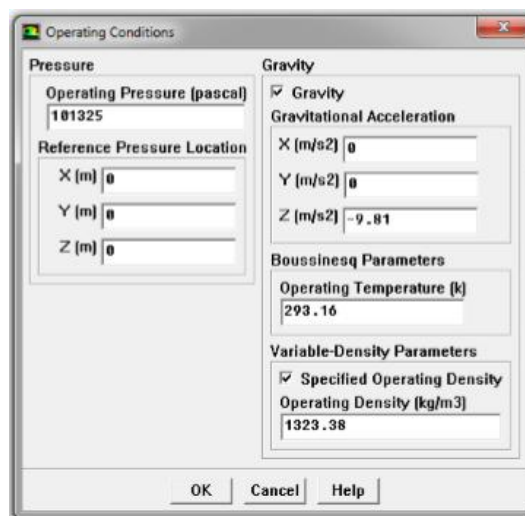 Operating Conditions
Pressure
Operating Pressure (pascal)
101325
Reference Pressure Location
X (m) 0
Y (m) 0
Z (m) 0
Gravity
Gravity
Gravitational Acceleration
X (m/s2) 0
Y (m/s2) 0
Z (m/s2) -9.81
Boussinesq Parameters
Operating Temperature (k)
293.16
Variable-Density Parameters
Specified Operating Density
Operating Density (kg/m3)
1323.38
OK Cancel Help